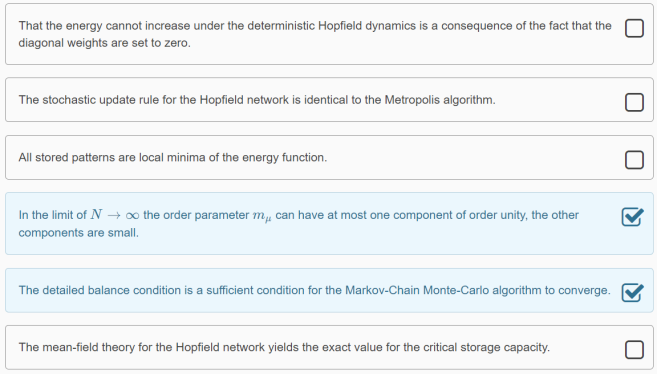 That the energy cannot increase under the deterministic Hopfield dynamics is a consequence of the fact that the
diagonal weights are set to zero.
The stochastic update rule for the Hopfield network is identical to the Metropolis algorithm.
All stored patterns are local minima of the energy function.
In the limit of N → ∞ the order parameter m_μ can have at most one component of order unity, the other
components are small.
The detailed balance condition is a sufficient condition for the Markov-Chain Monte-Carlo algorithm to converge.
The mean-field theory for the Hopfield network yields the exact value for the critical storage capacity.